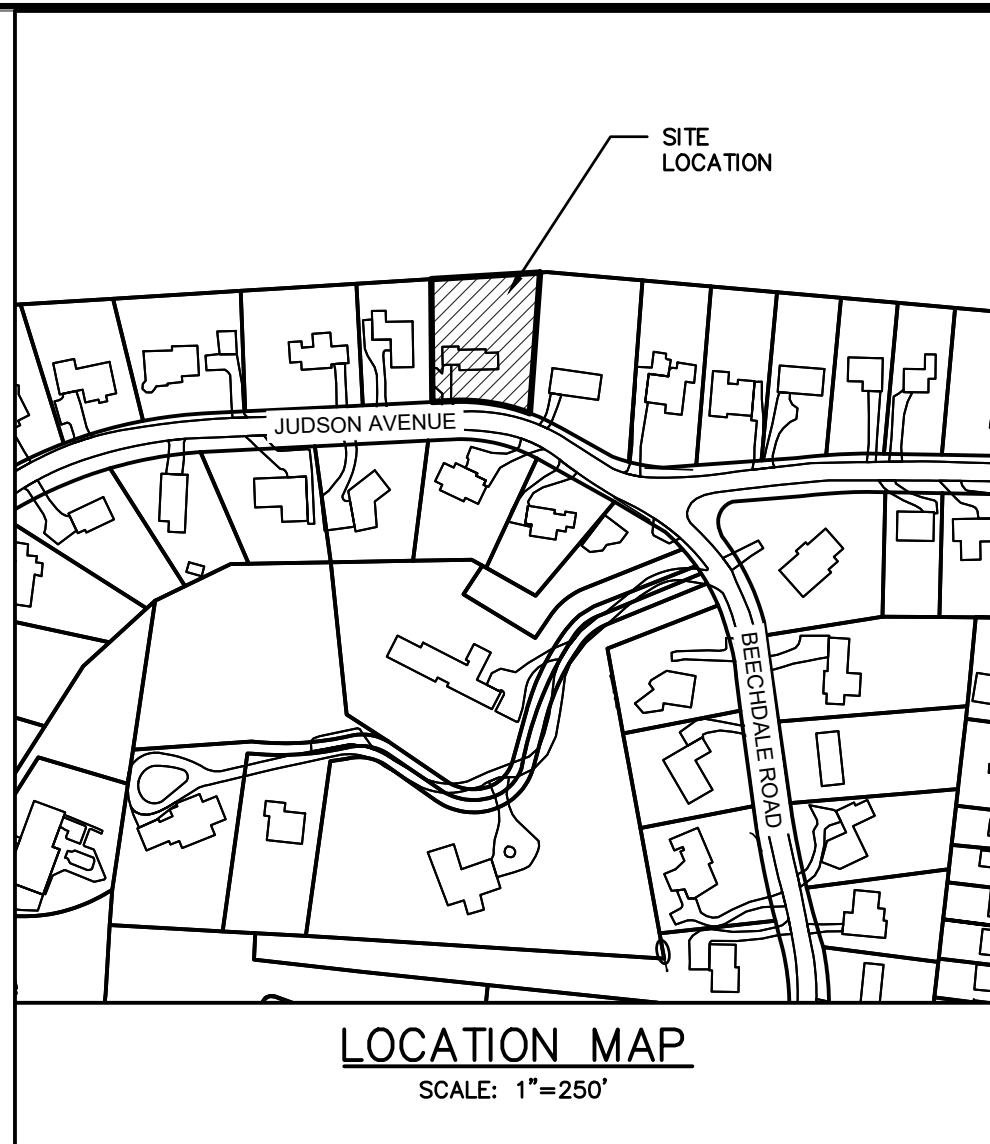 SITE
LOCATION
JUDSON AVENUE
BEECHDALE ROAD
LOCATION MAP
SCALE: 1"=250'